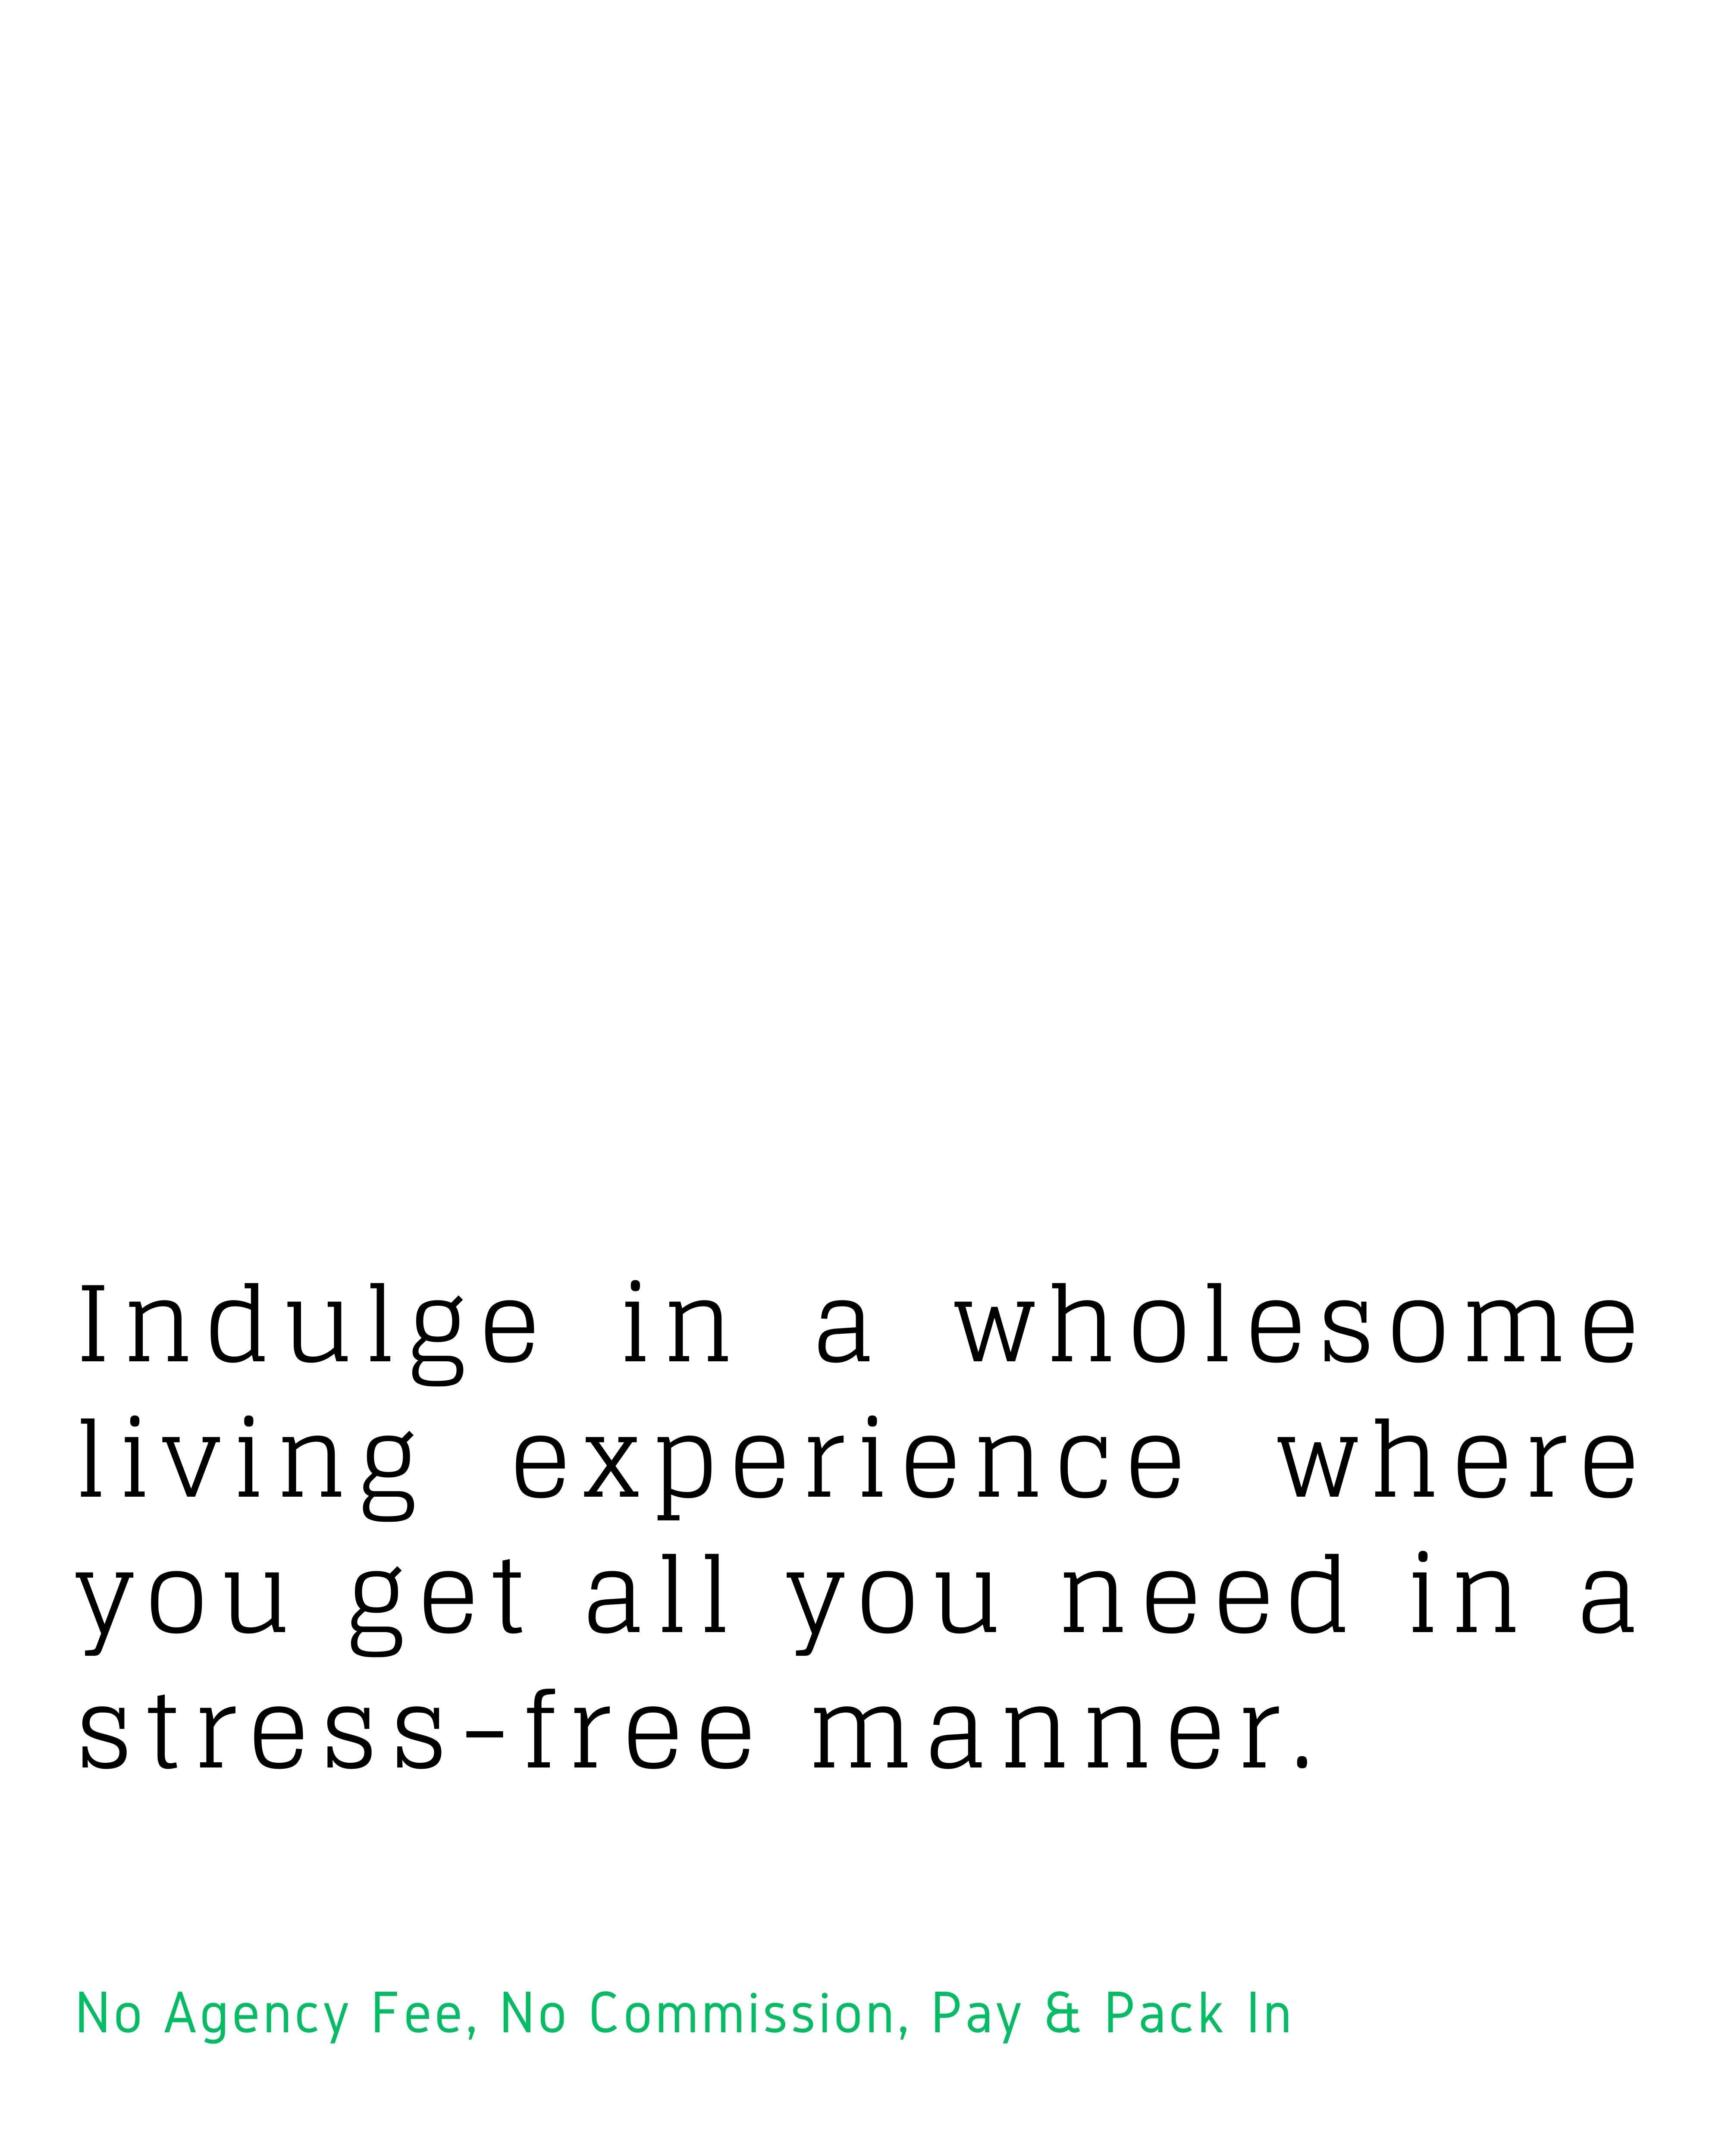 Indulge in a wholesome
living experience where
you get all you need in a
stress-free manner.
No Agency Fee, No Commission, Pay & Pack In